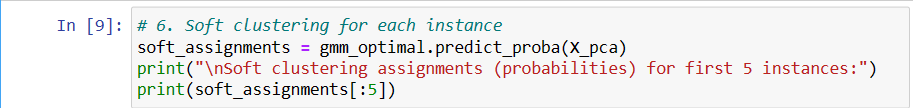 In [9]: # 6. Soft clustering for each instance
soft_assignments = gmm_optimal.predict_proba(X_pca)
print("\nSoft clustering assignments (probabilities) for first 5 instances:")
print(soft_assignments[:5])